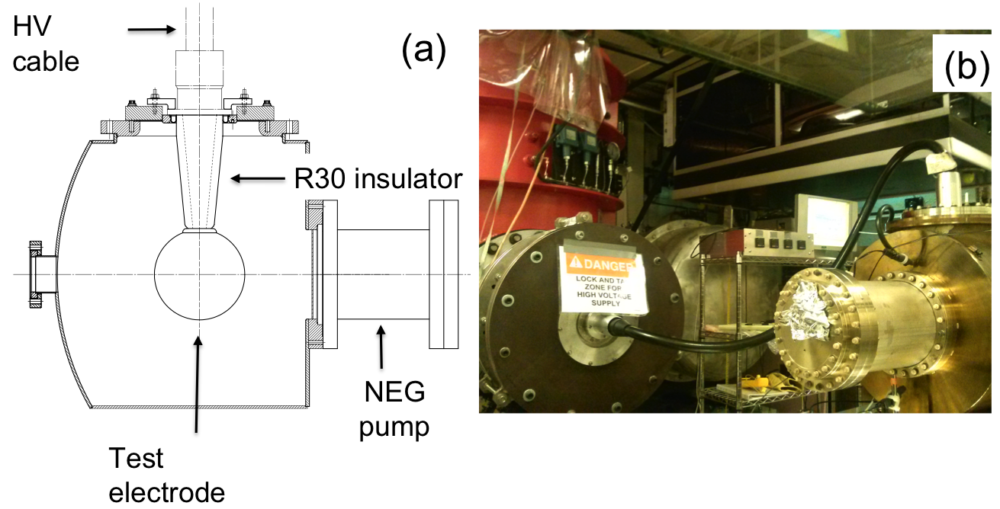 HV
cable
(a)
R30 insulator
NEG
pump
Test
electrode
(b)
DANGER
LOCK AND TA
ZONE FOR
HIGH VOLTAGE
SUPPLY